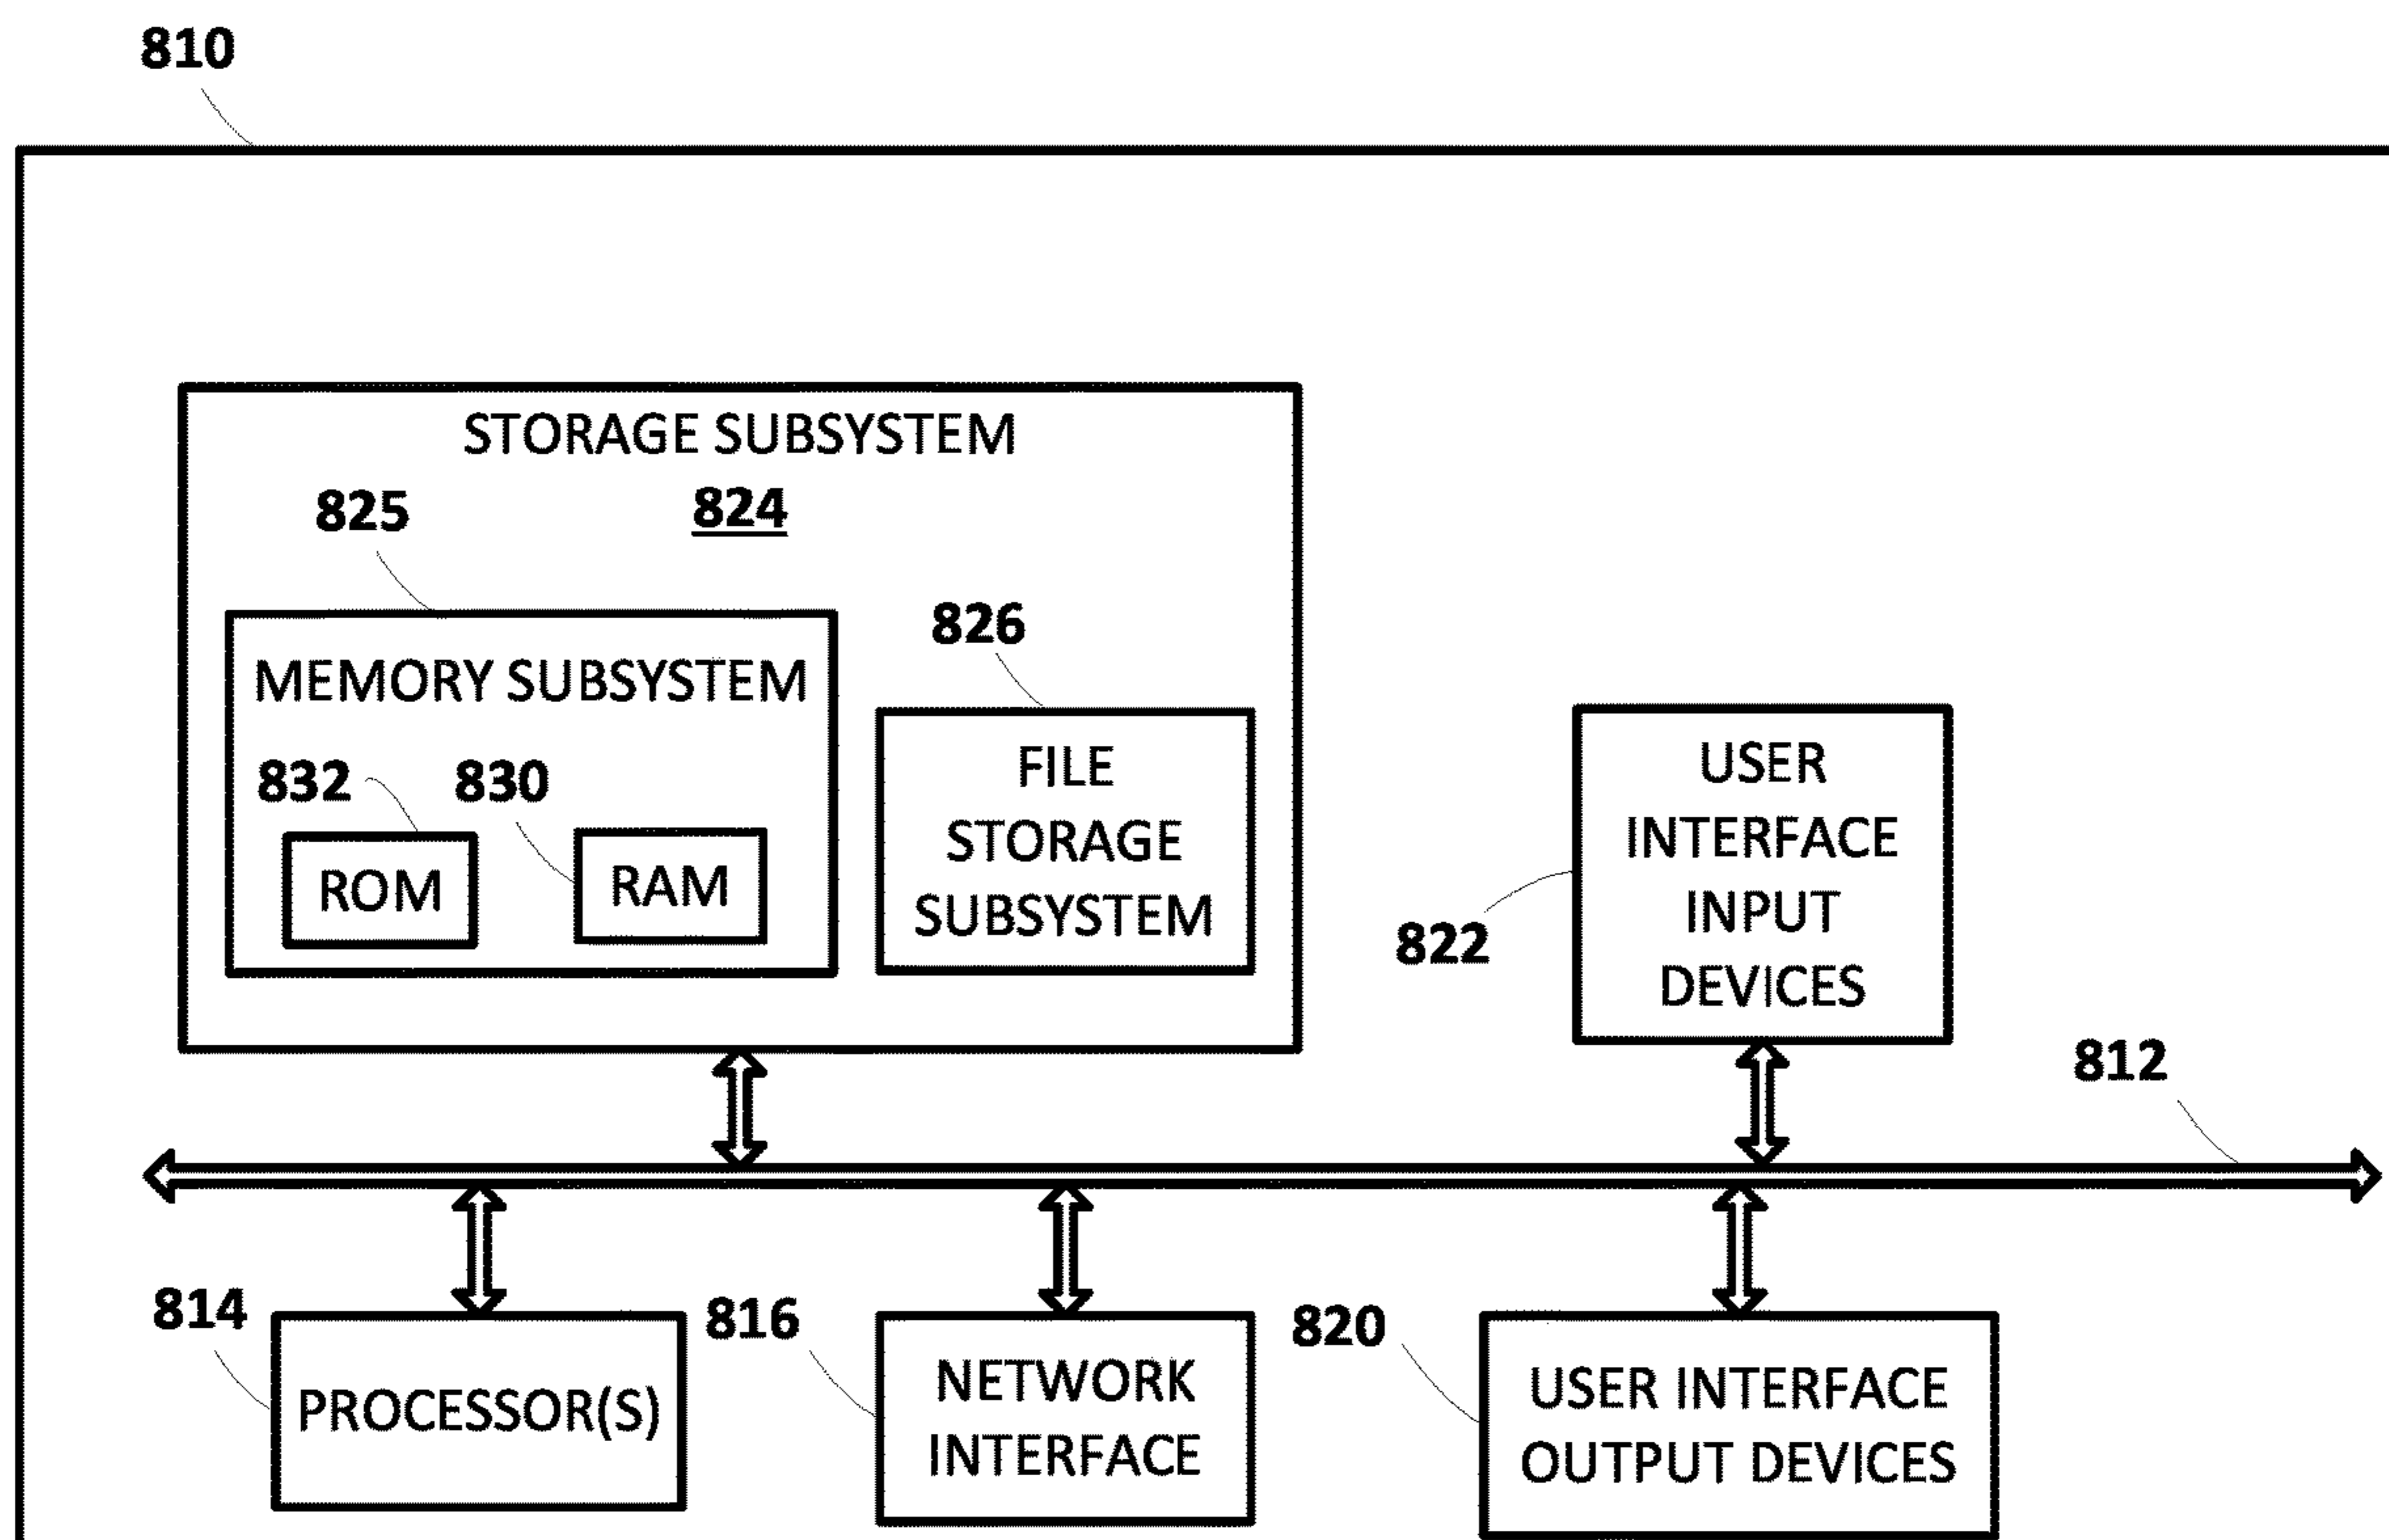 810
STORAGE SUBSYSTEM
824
825
MEMORY SUBSYSTEM
832
830
ROM
RAM
826
FILE
STORAGE
SUBSYSTEM
USER
INTERFACE
INPUT
DEVICES
822
812
814
PROCESSOR(S)
816
NETWORK
INTERFACE
820
USER INTERFACE
OUTPUT DEVICES